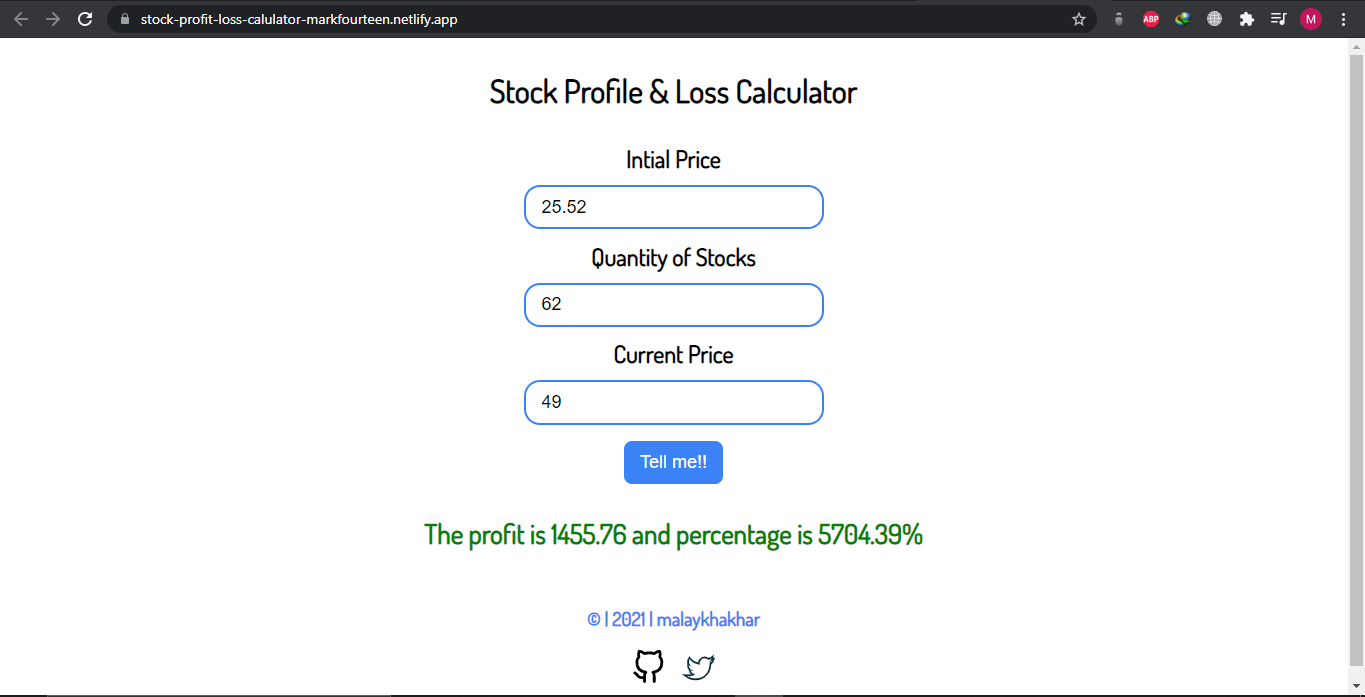 stock-profit-loss-calulator-markfourteen.netlify.app
ABP
M
Stock Profile & Loss Calculator
Intial Price
25.52
Quantity of Stocks
62
Current Price
49
Tell me!!
The profit is 1455.76 and percentage is 5704.39%
© | 2021 | malaykhakhar